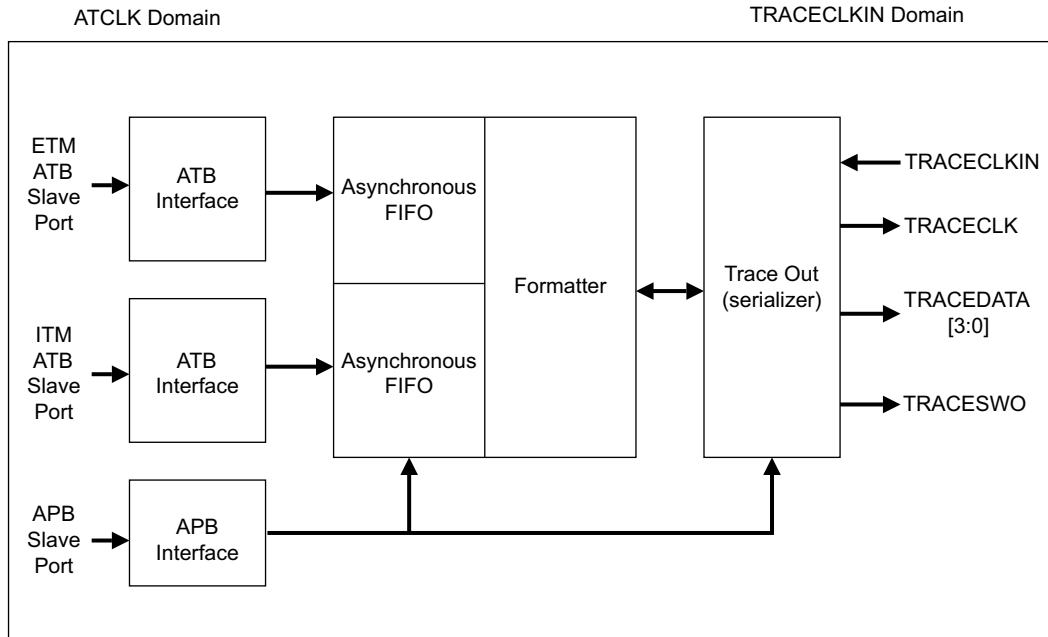 ATCLK Domain
TRACECLKIN Domain
ETM
ATB
Slave
Port
ATB
Interface
Asynchronous
FIFO
Formatter
Trace Out
(serializer)
TRACECLKIN
TRACECLK
TRACEDATA
[3:0]
TRACESWO
ITM
ATB
Slave
Port
ATB
Interface
Asynchronous
FIFO
APB
Slave
Port
APB
Interface